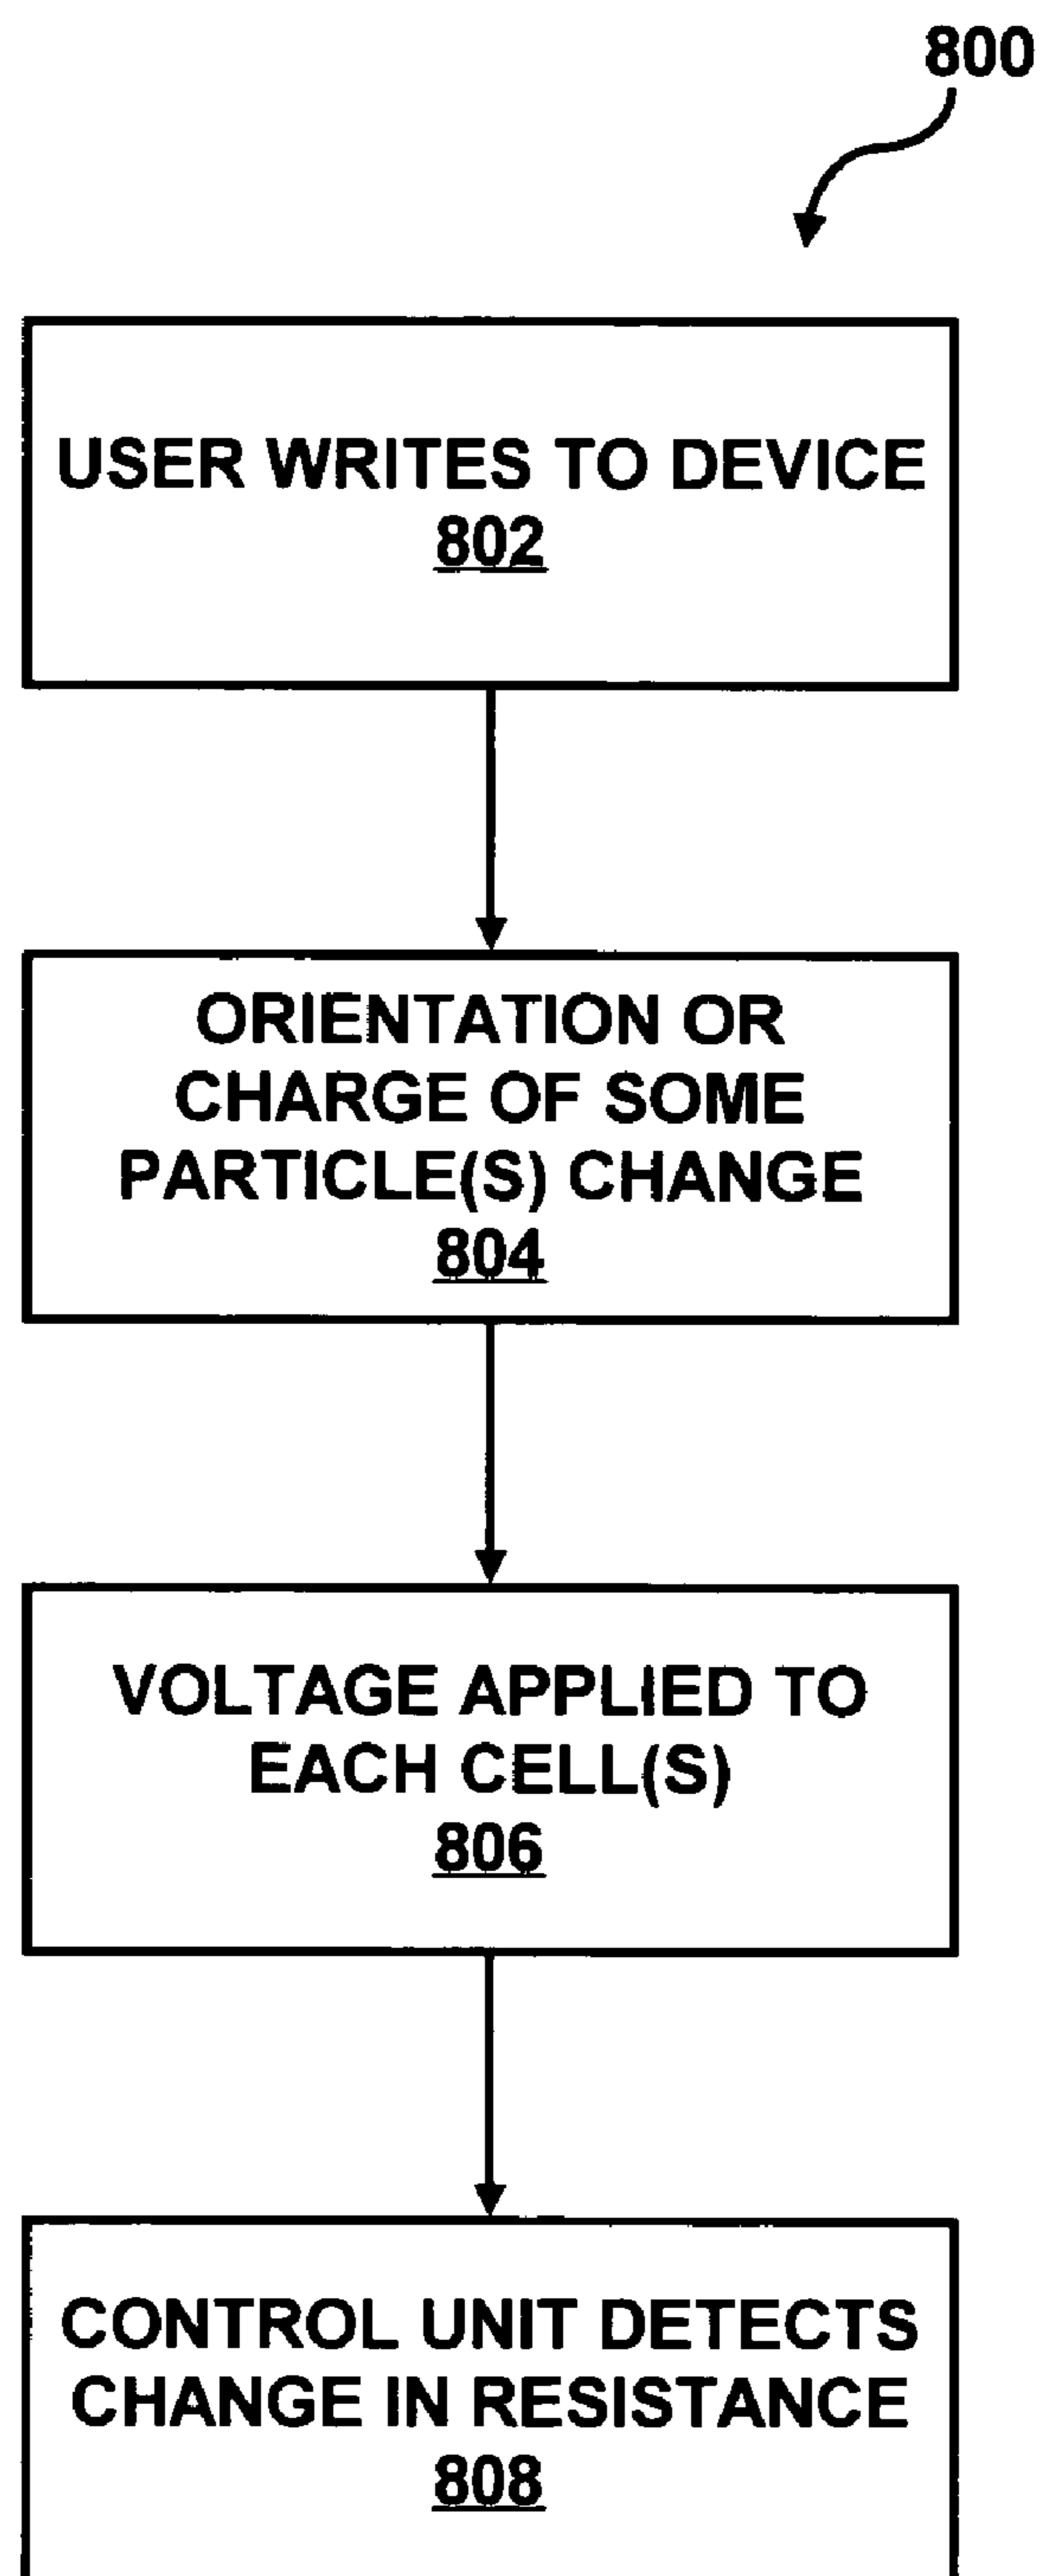 800
USER WRITES TO DEVICE
802
ORIENTATION OR
CHARGE OF SOME
PARTICLE(S) CHANGE
804
VOLTAGE APPLIED TO
EACH CELL(S)
806
CONTROL UNIT DETECTS
CHANGE IN RESISTANCE
808